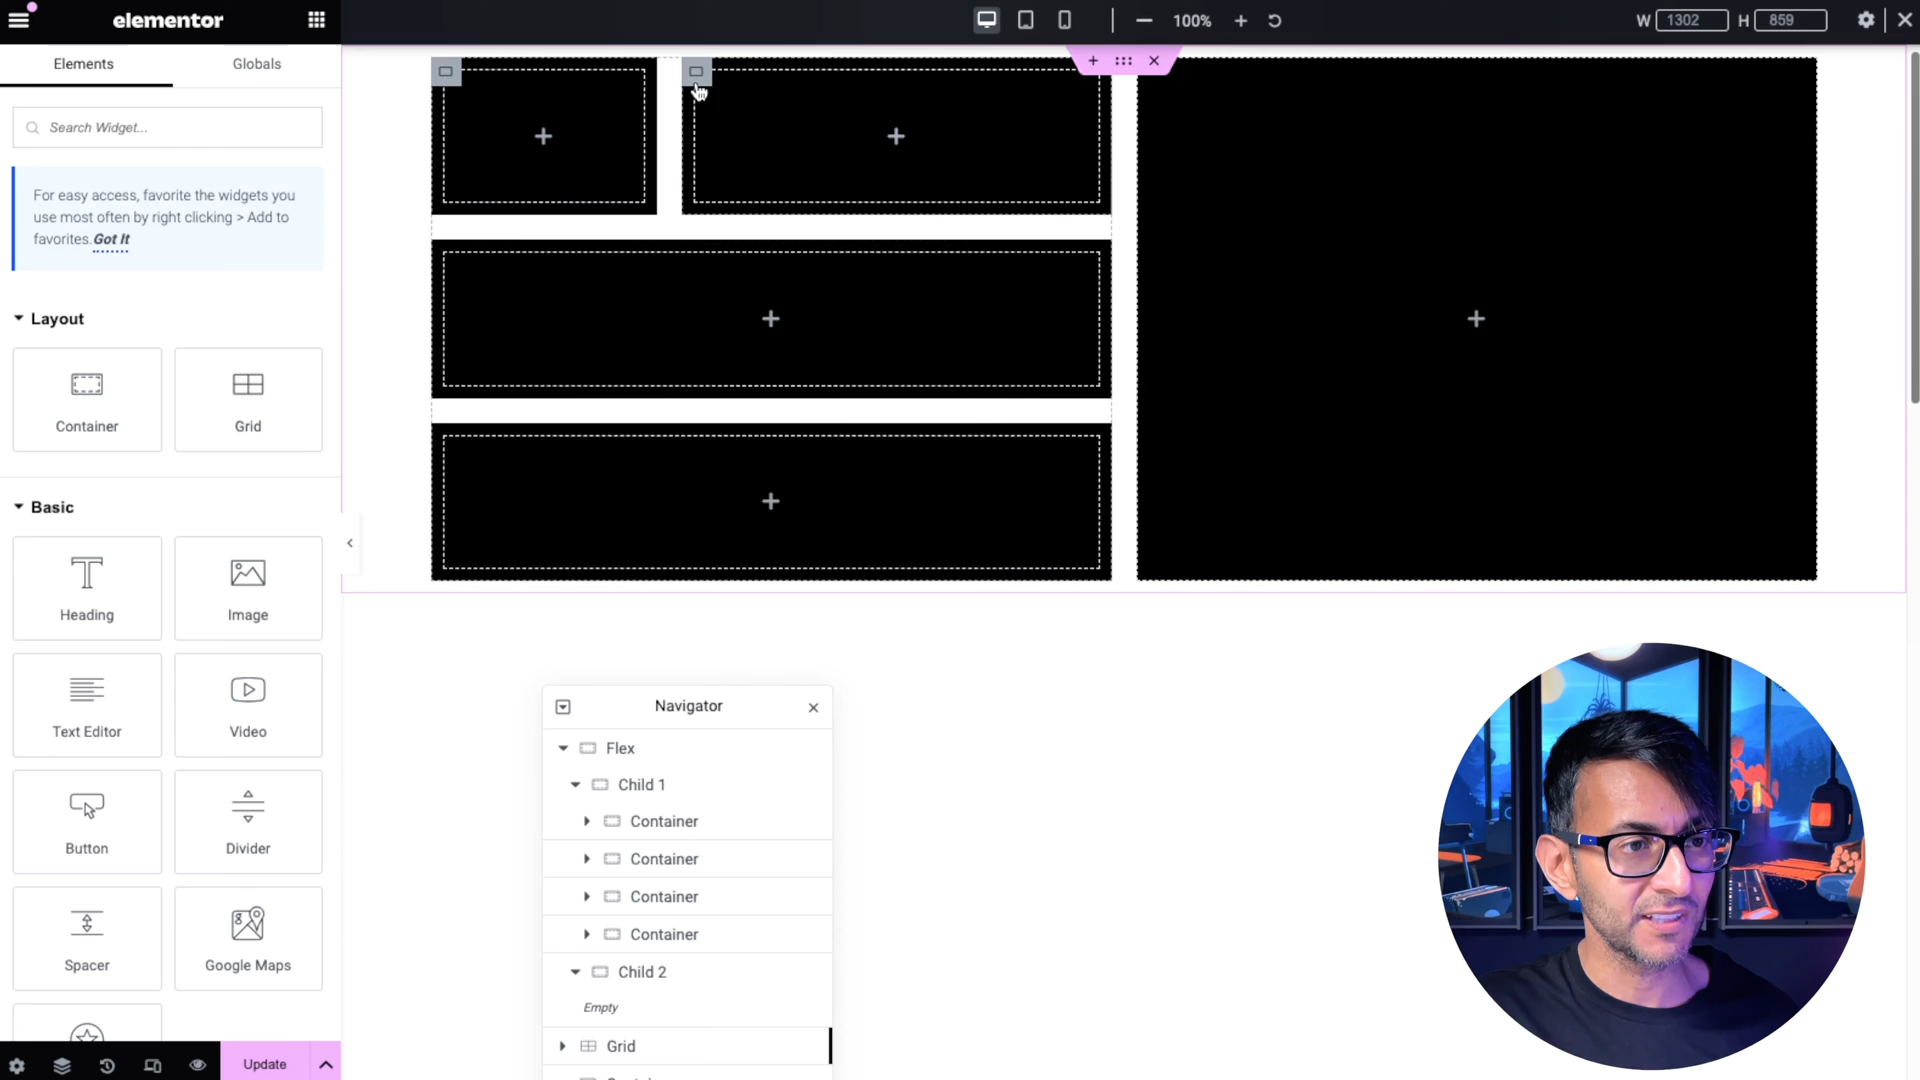 elementor
100%
W 1302 H 859
Elements Globals
Search Widget...
For easy access, favorite the widgets you
use most often by right clicking > Add to
favorites. Got It
Layout
Container Grid
Basic
Heading Image
Text Editor Video
Button Divider
Spacer Google Maps
Update
Navigator
Flex
Child 1
Container
Container
Container
Container
Child 2
Empty
Grid